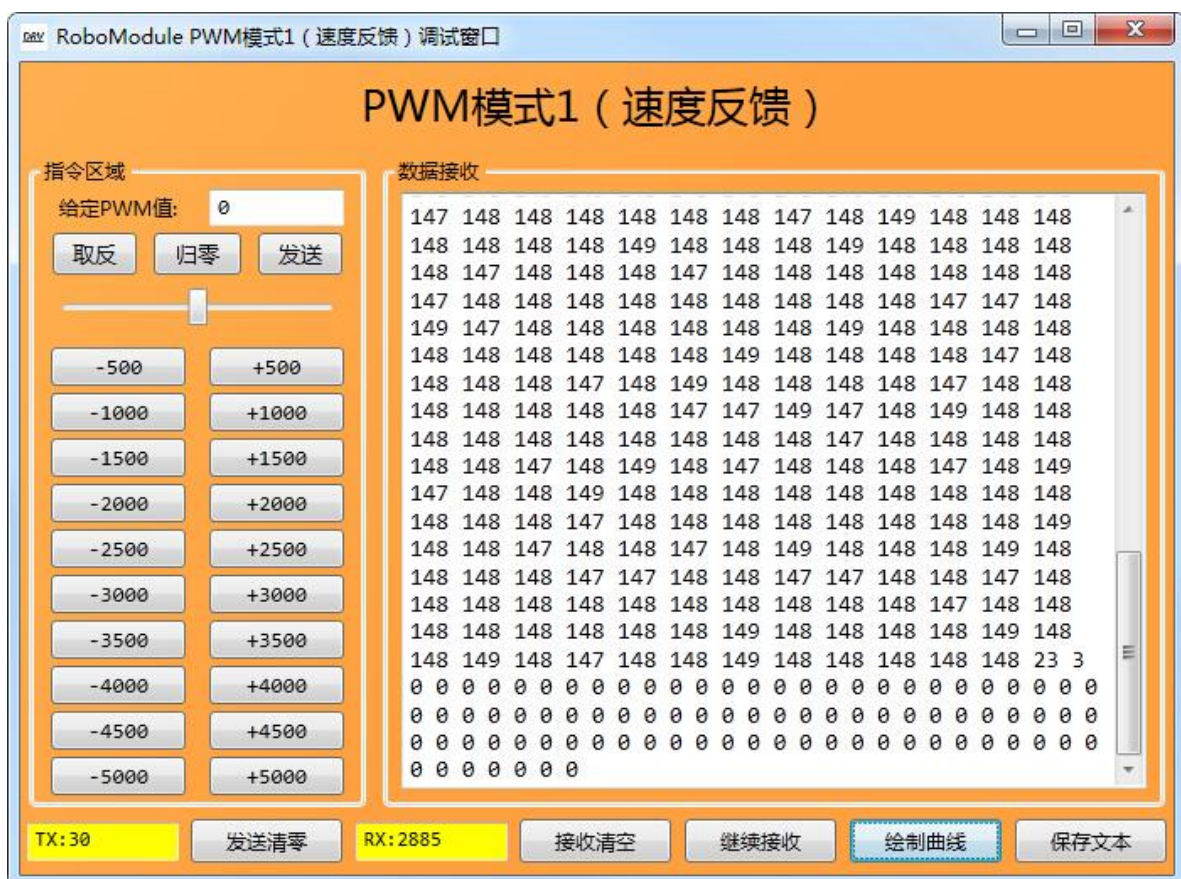 DRV RoboModule PWM模式1（速度反馈）调试窗口
PWM模式1（速度反馈）
指令区域
给定PWM值: 0
取反 归零 发送
-500 +500
-1000 +1000
-1500 +1500
-2000 +2000
-2500 +2500
-3000 +3000
-3500 +3500
-4000 +4000
-4500 +4500
-5000 +5000
数据接收
147 148 148 148 148 148 148 147 148 149 148 148 148
148 148 148 148 149 148 148 148 149 148 148 148 148
148 147 148 148 148 147 148 148 148 148 148 148 148
147 148 148 148 148 148 148 148 148 148 147 147 148
149 147 148 148 148 148 148 148 149 148 148 148 148
148 148 148 148 148 148 149 148 148 148 148 147 148
148 148 148 147 148 149 148 148 148 148 147 148 148
148 148 148 148 148 147 147 149 147 148 149 148 148
148 148 148 148 148 148 148 148 147 148 148 148 148
148 148 147 148 149 148 147 148 148 148 147 148 149
147 148 148 149 148 148 148 148 148 148 148 148 148
148 148 148 147 148 148 148 148 148 148 148 148 149
148 148 147 148 148 147 148 149 148 148 148 149 148
148 148 148 147 147 148 148 147 147 148 148 147 148
148 148 148 148 148 148 148 148 148 148 147 148 148
148 148 148 148 148 148 149 148 148 148 148 149 148
148 149 148 147 148 148 149 148 148 148 148 148 23 3
0 0 0 0 0 0 0 0 0 0 0 0 0 0 0 0 0 0 0 0 0 0 0 0 0 0 0
0 0 0 0 0 0 0 0 0 0 0 0 0 0 0 0 0 0 0 0 0 0 0 0 0 0 0
0 0 0 0 0 0 0 0 0 0 0 0 0 0 0 0 0 0 0 0 0 0 0 0 0 0 0
0 0 0 0 0 0 0
TX:30 发送清零 RX:2885 接收清空 继续接收 绘制曲线 保存文本